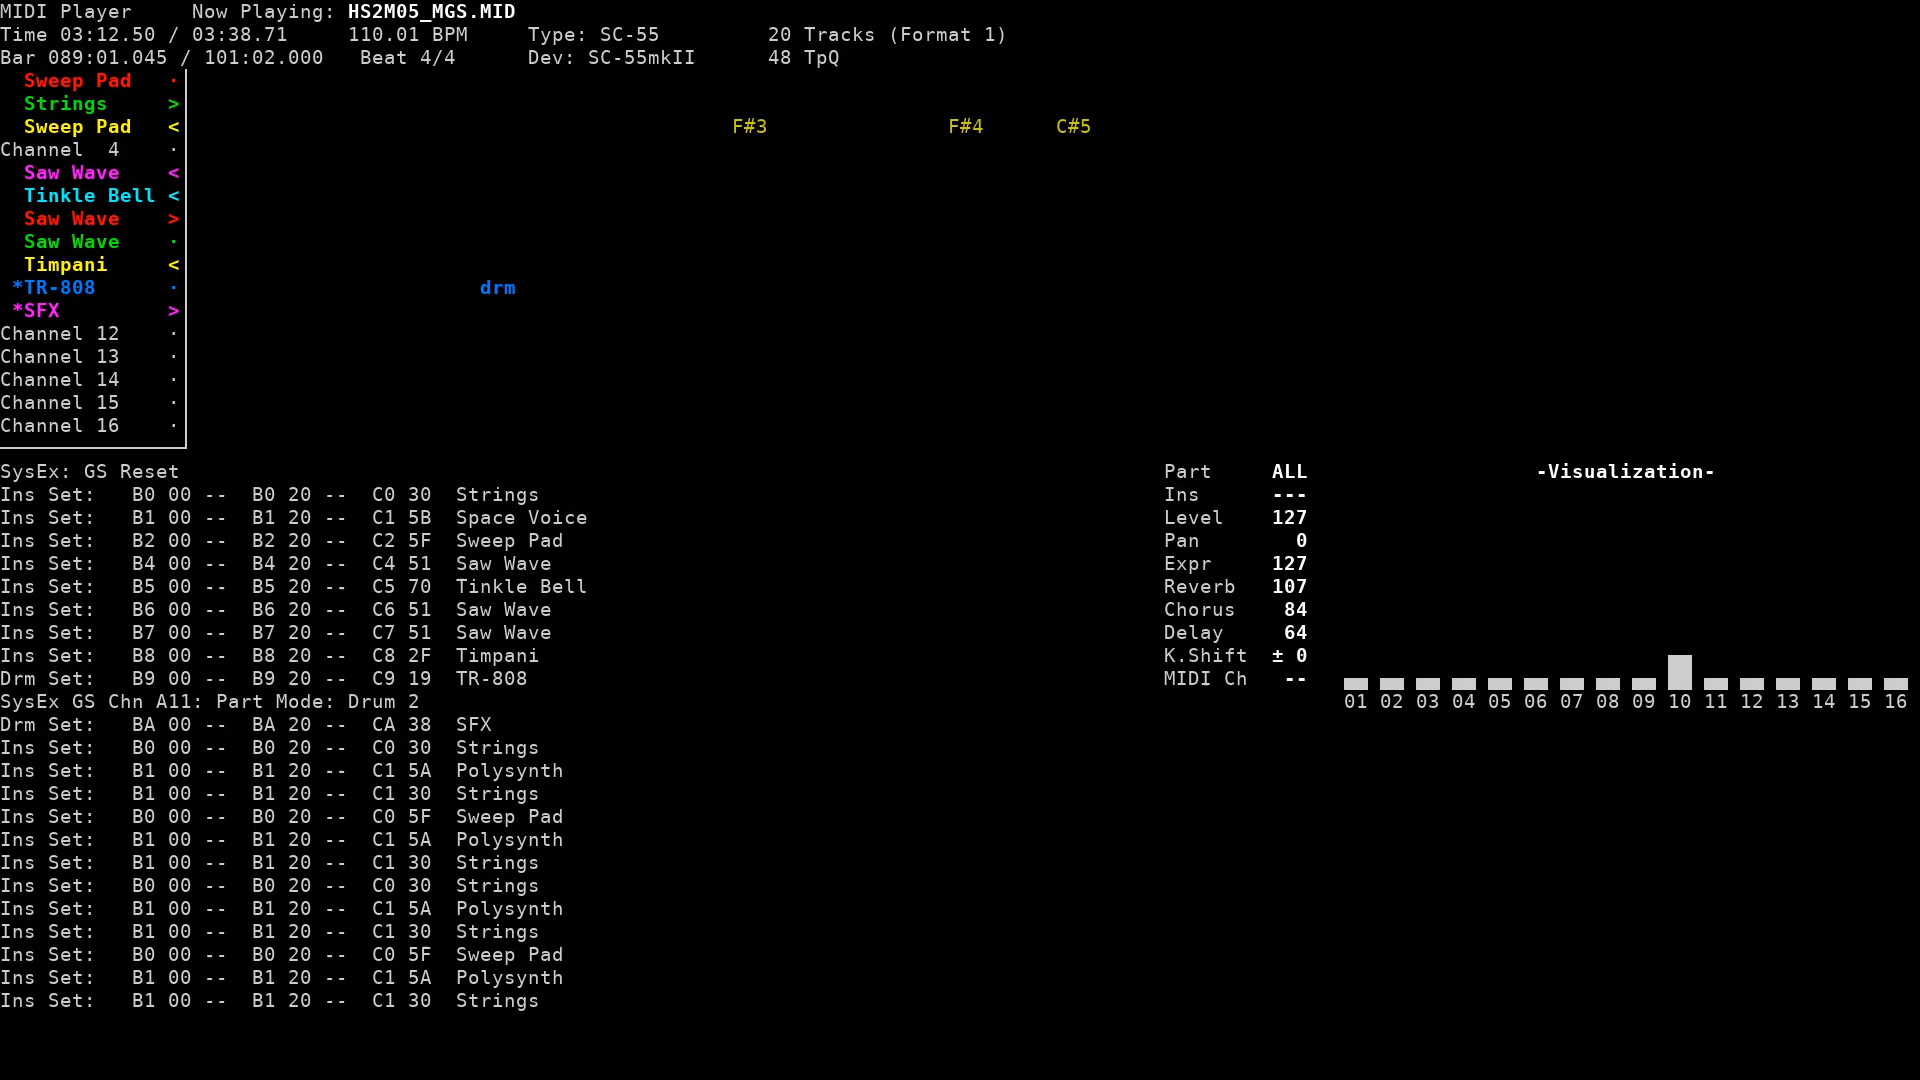 MIDI Player     Now Playing: HS2M05_MGS.MID
Time 03:12.50 / 03:38.71     110.01 BPM     Type: SC-55     20 Tracks (Format 1)
Bar 089:01.045 / 101:02.000   Beat 4/4      Dev: SC-55mkII      48 TpQ
Sweep Pad   ·
Strings     >
Sweep Pad   <   F#3   F#4   C#5
Channel  4    ·
Saw Wave    <
Tinkle Bell <
Saw Wave    >
Saw Wave    ·
Timpani     <
*TR-808      ·   drm
*SFX         >
Channel 12    ·
Channel 13    ·
Channel 14    ·
Channel 15    ·
Channel 16    ·
SysEx: GS Reset
Ins Set:   B0 00 --  B0 20 --  C0 30  Strings
Ins Set:   B1 00 --  B1 20 --  C1 5B  Space Voice
Ins Set:   B2 00 --  B2 20 --  C2 5F  Sweep Pad
Ins Set:   B4 00 --  B4 20 --  C4 51  Saw Wave
Ins Set:   B5 00 --  B5 20 --  C5 70  Tinkle Bell
Ins Set:   B6 00 --  B6 20 --  C6 51  Saw Wave
Ins Set:   B7 00 --  B7 20 --  C7 51  Saw Wave
Ins Set:   B8 00 --  B8 20 --  C8 2F  Timpani
Drm Set:   B9 00 --  B9 20 --  C9 19  TR-808
SysEx GS Chn A11: Part Mode: Drum 2
Drm Set:   BA 00 --  BA 20 --  CA 38  SFX
Ins Set:   B0 00 --  B0 20 --  C0 30  Strings
Ins Set:   B1 00 --  B1 20 --  C1 5A  Polysynth
Ins Set:   B1 00 --  B1 20 --  C1 30  Strings
Ins Set:   B0 00 --  B0 20 --  C0 5F  Sweep Pad
Ins Set:   B1 00 --  B1 20 --  C1 5A  Polysynth
Ins Set:   B1 00 --  B1 20 --  C1 30  Strings
Ins Set:   B0 00 --  B0 20 --  C0 30  Strings
Ins Set:   B1 00 --  B1 20 --  C1 5A  Polysynth
Ins Set:   B1 00 --  B1 20 --  C1 30  Strings
Ins Set:   B0 00 --  B0 20 --  C0 5F  Sweep Pad
Ins Set:   B1 00 --  B1 20 --  C1 5A  Polysynth
Ins Set:   B1 00 --  B1 20 --  C1 30  Strings
Part     ALL
Ins      ---
Level    127
Pan        0
Expr     127
Reverb   107
Chorus    84
Delay     64
K.Shift  ± 0
MIDI Ch   --
-Visualization-
01 02 03 04 05 06 07 08 09 10 11 12 13 14 15 16